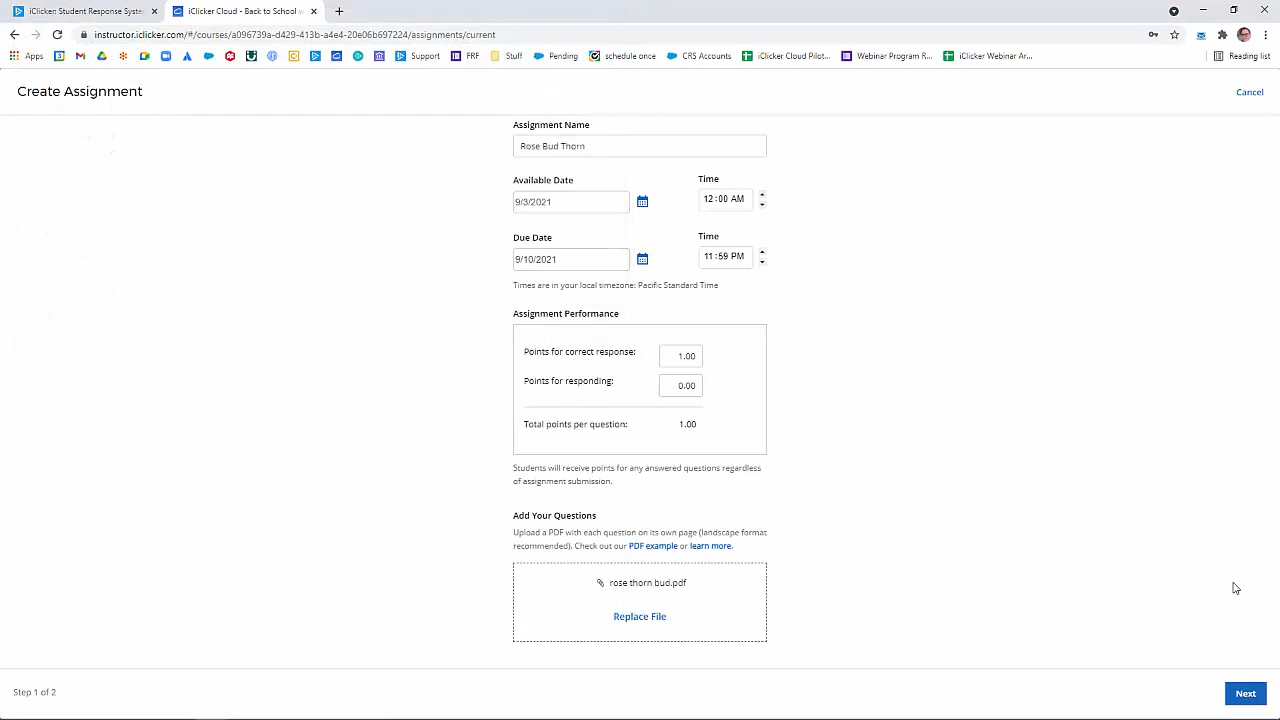 iClicker: Student Response Syste
iClicker Cloud - Back to School w
instructor.iclicker.com/#/courses/a096739a-d429-413b-a4e4-20e06b697224/assignments/current
Apps
Support
FRF
Stuff
Pending
schedule once
CRS Accounts
iClicker Cloud Pilot...
Webinar Program R...
iClicker Webinar Ar...
Reading list
Create Assignment
Cancel
Assignment Name
Rose Bud Thorn
Available Date
Time
9/3/2021
12:00 AM
Due Date
Time
9/10/2021
11:59 PM
Times are in your local timezone: Pacific Standard Time
Assignment Performance
Points for correct response:
1.00
Points for responding:
0.00
Total points per question:
1.00
Students will receive points for any answered questions regardless
of assignment submission.
Add Your Questions
Upload a PDF with each question on its own page (landscape format
recommended). Check out our PDF example or learn more.
rose thorn bud.pdf
Replace File
Step 1 of 2
Next